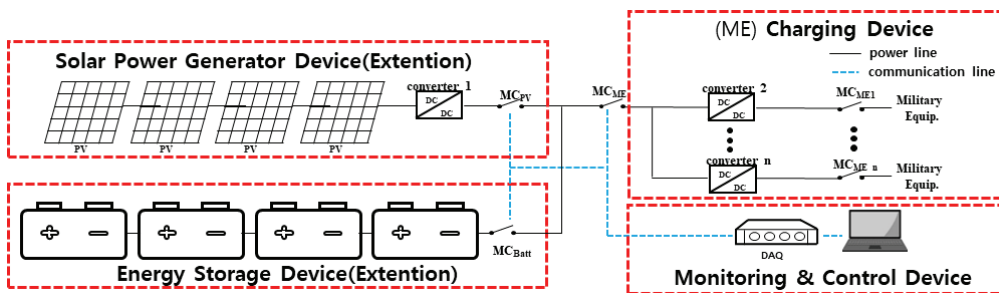 Solar Power Generator Device(Extention)
converter 1
DC
DC
MCPV
PV
PV
PV
PV
MCME
(ME) Charging Device
power line
communication line
converter 2
DC
DC
MCME1
Military
Equip.
converter n
DC
DC
MCME n
Military
Equip.
MCBatt
Energy Storage Device(Extention)
DAQ
Monitoring & Control Device